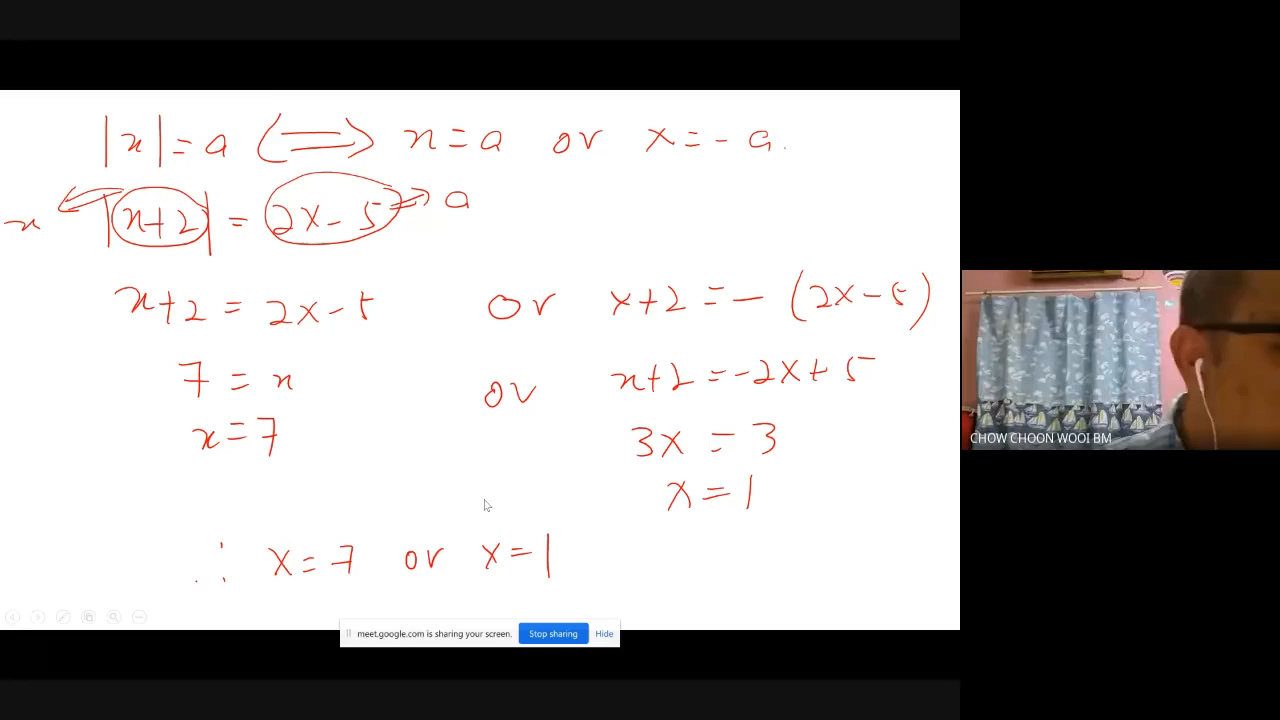 |x| = a ⟺ x = a or x = -a.
x ⟸ |x+2| = 2x-5 ⟹ a
x+2 = 2x-5 or x+2 = -(2x-5)
7 = x or x+2 = -2x+5
x = 7 3x = 3
x = 1
∴ x = 7 or x = 1
CHOW CHOON WOOI BM
meet.google.com is sharing your screen. Stop sharing Hide